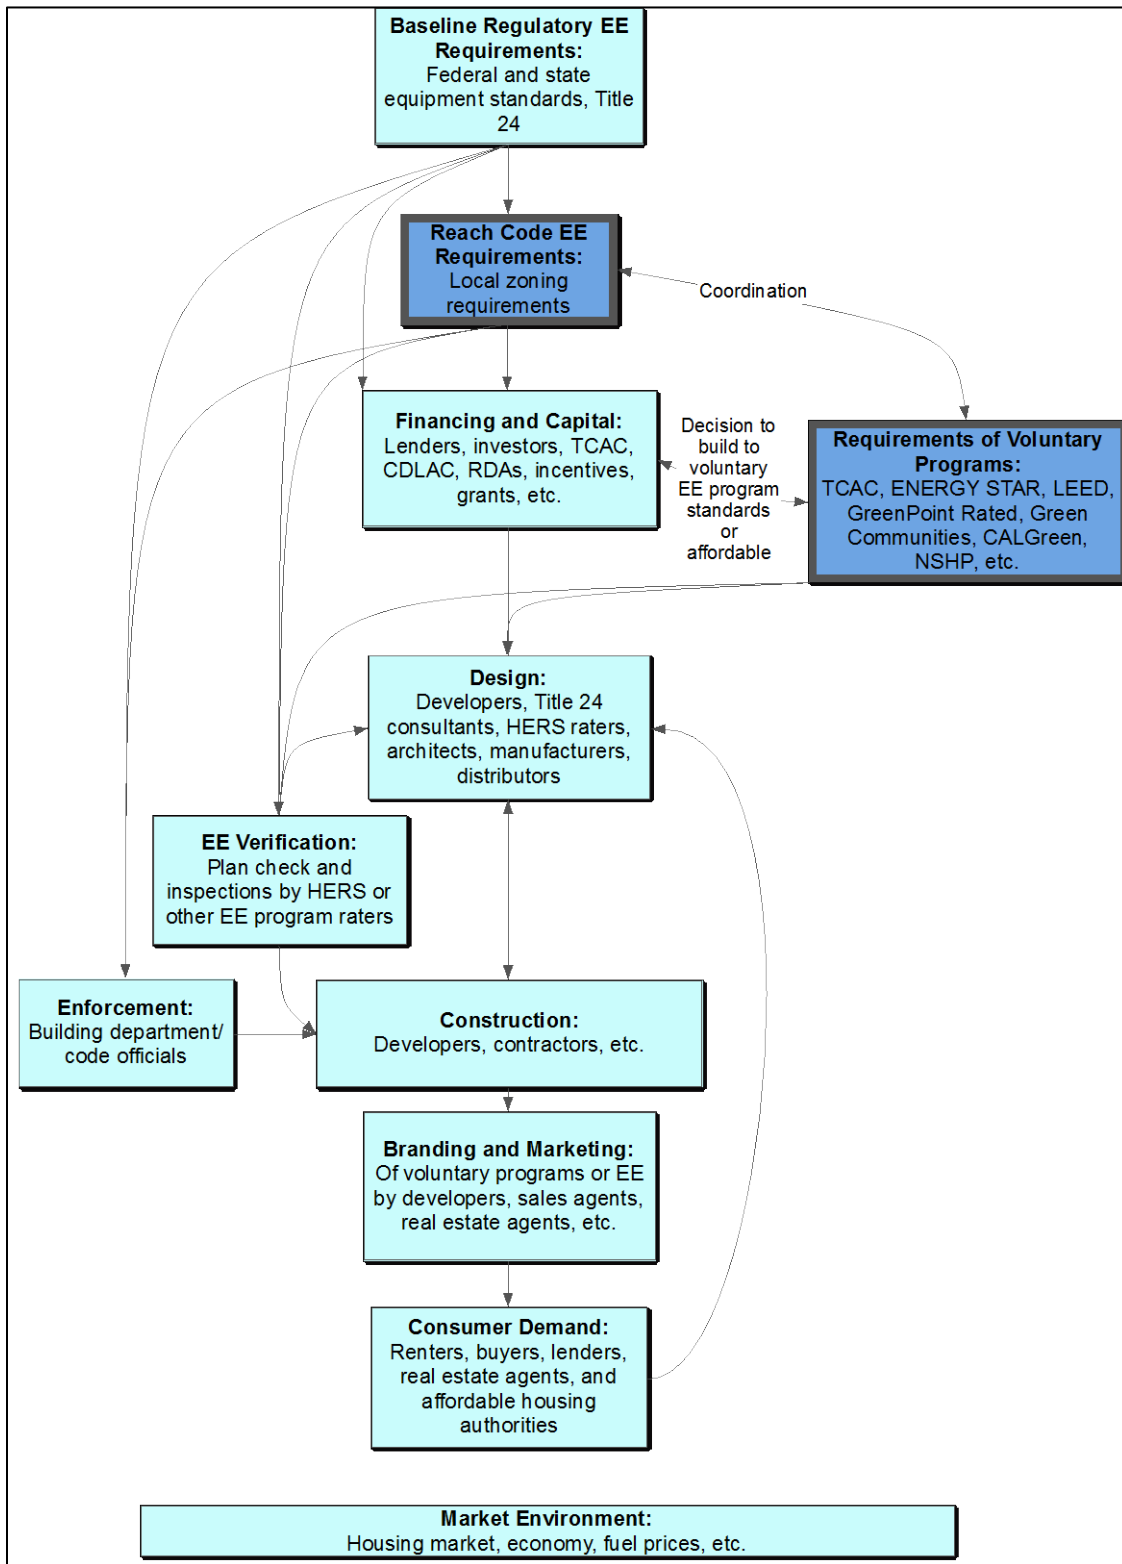 Baseline Regulatory EE
Requirements:
Federal and state
equipment standards, Title
24
Reach Code EE
Requirements:
Local zoning
requirements
Coordination
Financing and Capital:
Lenders, investors, TCAC,
CDLAC, RDAs, incentives,
grants, etc.
Decision to
build to
voluntary
EE program
standards
or
affordable
Requirements of Voluntary
Programs:
TCAC, ENERGY STAR, LEED,
GreenPoint Rated, Green
Communities, CALGreen,
NSHP, etc.
Design:
Developers, Title 24
consultants, HERS raters,
architects, manufacturers,
distributors
EE Verification:
Plan check and
inspections by HERS or
other EE program raters
Enforcement:
Building department/
code officials
Construction:
Developers, contractors, etc.
Branding and Marketing:
Of voluntary programs or EE
by developers, sales agents,
real estate agents, etc.
Consumer Demand:
Renters, buyers, lenders,
real estate agents, and
affordable housing
authorities
Market Environment:
Housing market, economy, fuel prices, etc.